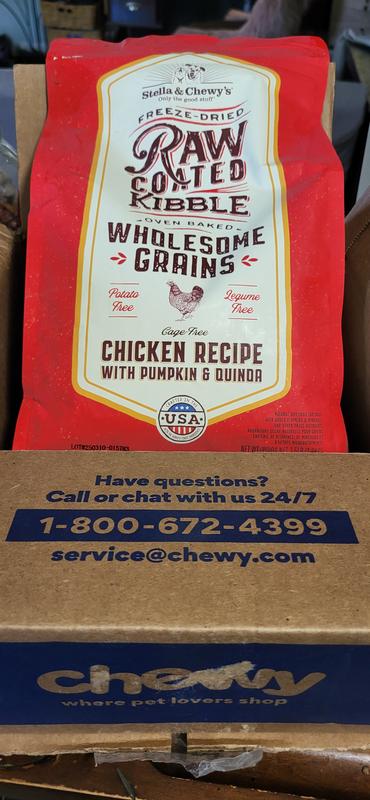 Stella & Chewy's
Only the good stuff
FREEZE-DRIED
RAW
COATED
KIBBLE
OVEN BAKED
WHOLESOME
GRAINS
Potato Free
Legume Free
Cage-Free
CHICKEN RECIPE
WITH PUMPKIN & QUINOA
USA
Have questions?
Call or chat with us 24/7
1-800-672-4399
service@chewy.com
chewy
where pet lovers shop